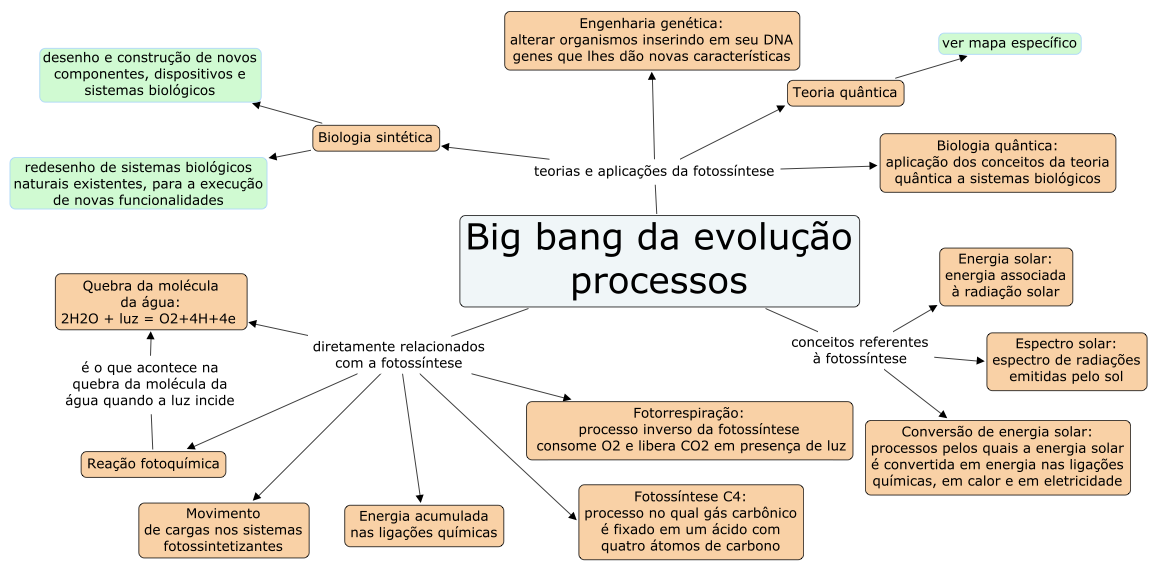 Engenharia genética:
alterar organismos inserindo em seu DNA
genes que lhes dão novas características
ver mapa específico
desenho e construção de novos
componentes, dispositivos e
sistemas biológicos
Teoria quântica
Biologia sintética
Biologia quântica:
aplicação dos conceitos da teoria
quântica a sistemas biológicos
redesenho de sistemas biológicos
naturais existentes, para a execução
de novas funcionalidades
teorias e aplicações da fotossíntese
Big bang da evolução
processos
Energia solar:
energia associada
à radiação solar
Quebra da molécula
da água:
2H2O + luz = O2+4H+4e
diretamente relacionados
com a fotossíntese
conceitos referentes
à fotossíntese
Espectro solar:
espectro de radiações
emitidas pelo sol
é o que acontece na
quebra da molécula da
água quando a luz incide
Fotorrespiração:
processo inverso da fotossíntese
consome O2 e libera CO2 em presença de luz
Conversão de energia solar:
processos pelos quais a energia solar
é convertida em energia nas ligações
químicas, em calor e em eletricidade
Reação fotoquímica
Movimento
de cargas nos sistemas
fotossintetizantes
Energia acumulada
nas ligações químicas
Fotossíntese C4:
processo no qual gás carbônico
é fixado em um ácido com
quatro átomos de carbono